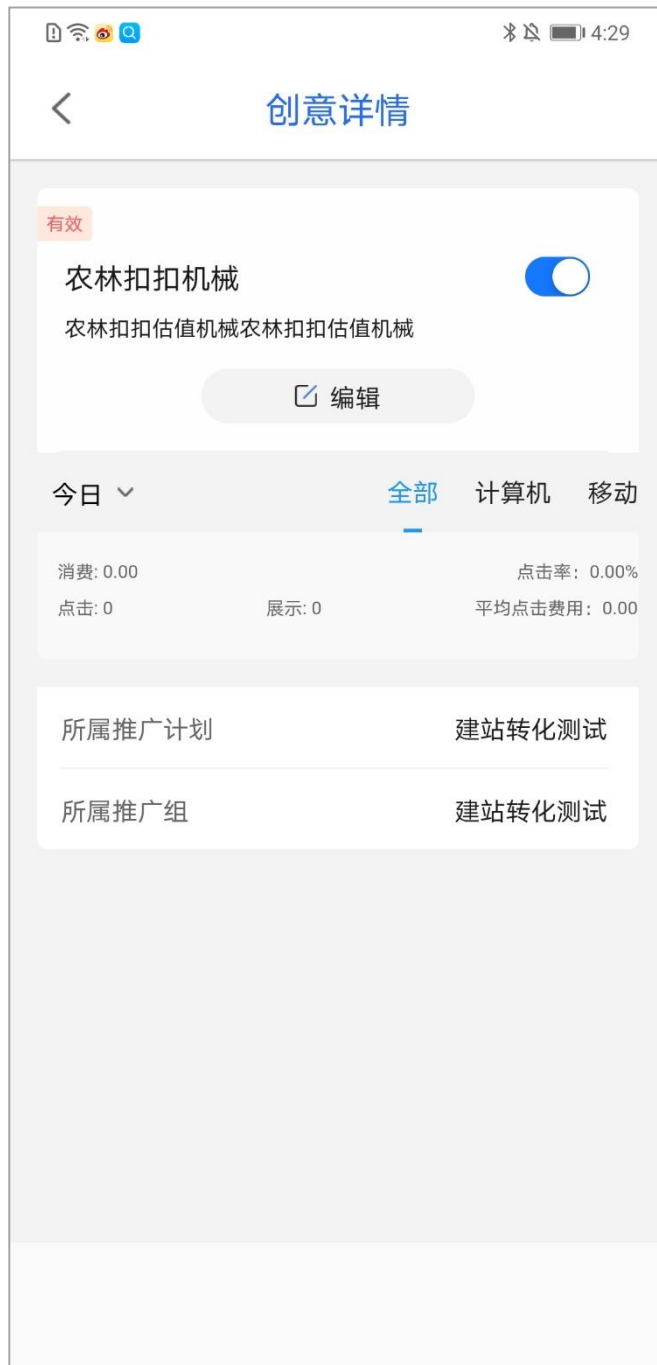 4:29
创意详情
有效
农林扣扣机械
农林扣扣估值机械农林扣扣估值机械
编辑
今日 全部 计算机 移动
消费: 0.00 点击率：0.00%
点击: 0 展示: 0 平均点击费用：0.00
所属推广计划 建站转化测试
所属推广组 建站转化测试